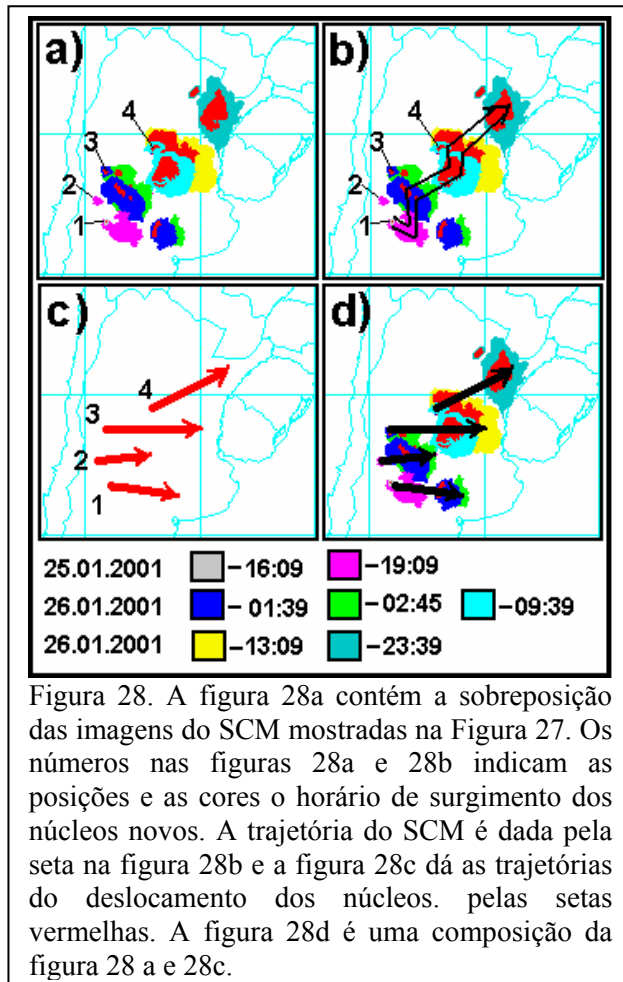 a)
4
3
2
1
b)
4
3
2
1
c)
4
3
2
1
d)
25.01.2001 -16:09 -19:09
26.01.2001 -01:39 -02:45 -09:39
26.01.2001 -13:09 -23:39
Figura 28. A figura 28a contém a sobreposição
das imagens do SCM mostradas na Figura 27. Os
números nas figuras 28a e 28b indicam as
posições e as cores o horário de surgimento dos
núcleos novos. A trajetória do SCM é dada pela
seta na figura 28b e a figura 28c dá as trajetórias
do deslocamento dos núcleos. pelas setas
vermelhas. A figura 28d é uma composição da
figura 28 a e 28c.